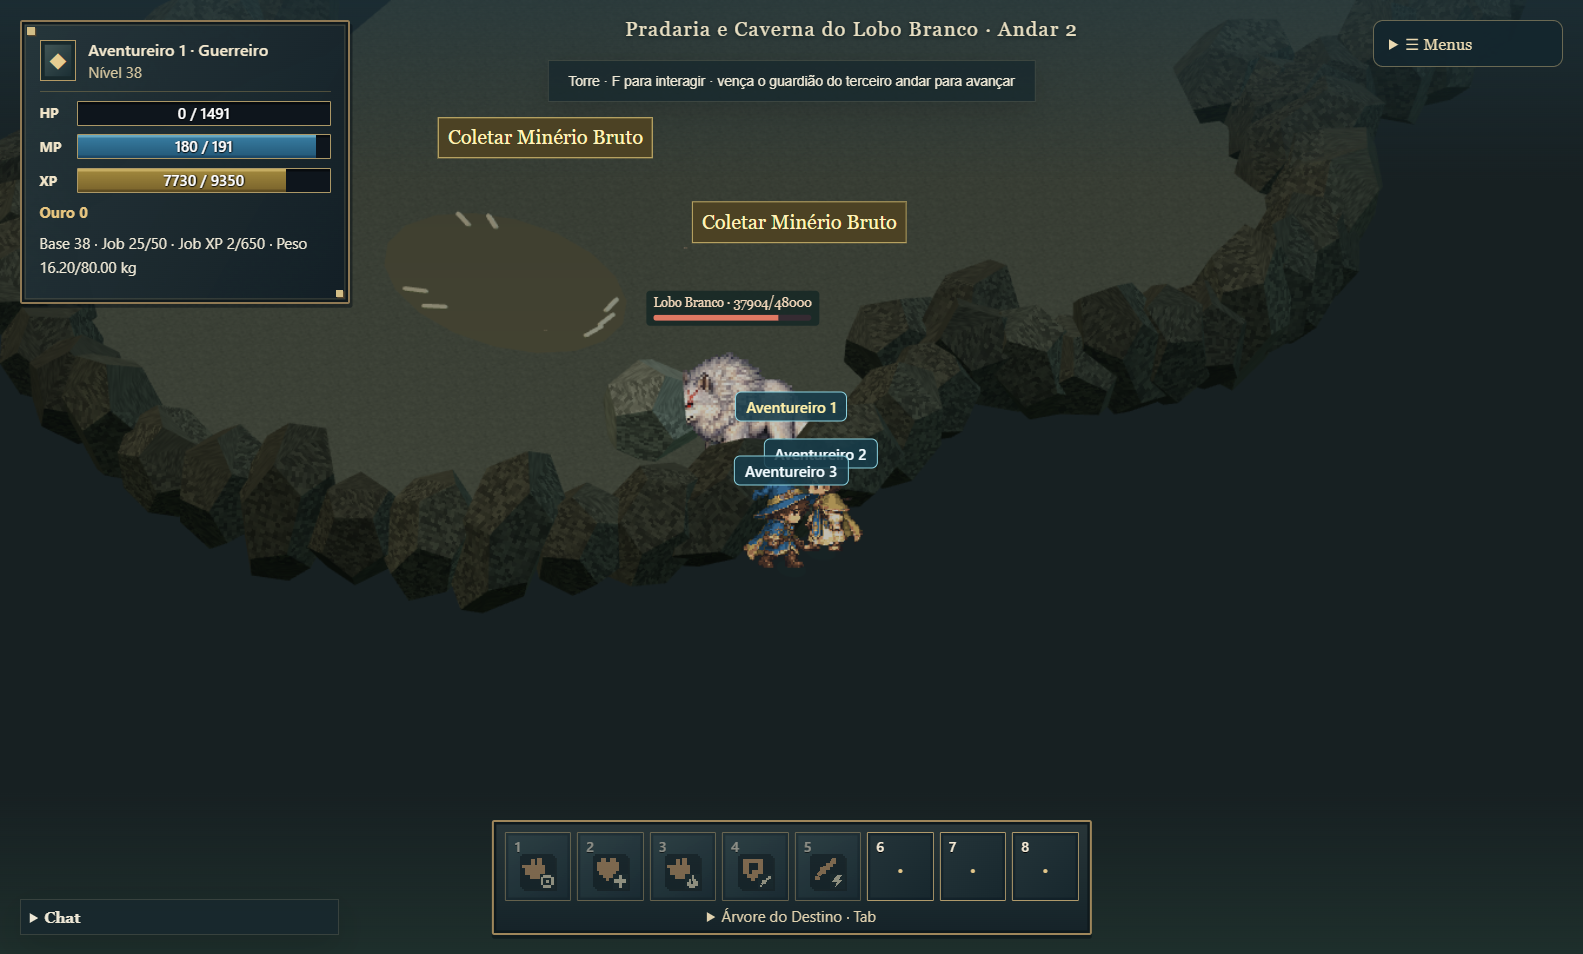 Aventureiro 1 · Guerreiro
Nível 38
HP 0 / 1491
MP 180 / 191
XP 7730 / 9350
Ouro 0
Base 38 · Job 25/50 · Job XP 2/650 · Peso
16.20/80.00 kg
Pradaria e Caverna do Lobo Branco · Andar 2
Torre · F para interagir · vença o guardião do terceiro andar para avançar
☰ Menus
Coletar Minério Bruto
Coletar Minério Bruto
Lobo Branco · 37904/48000
Aventureiro 1
Aventureiro 2
Aventureiro 3
1 2 3 4 5 6 7 8
Árvore do Destino · Tab
Chat